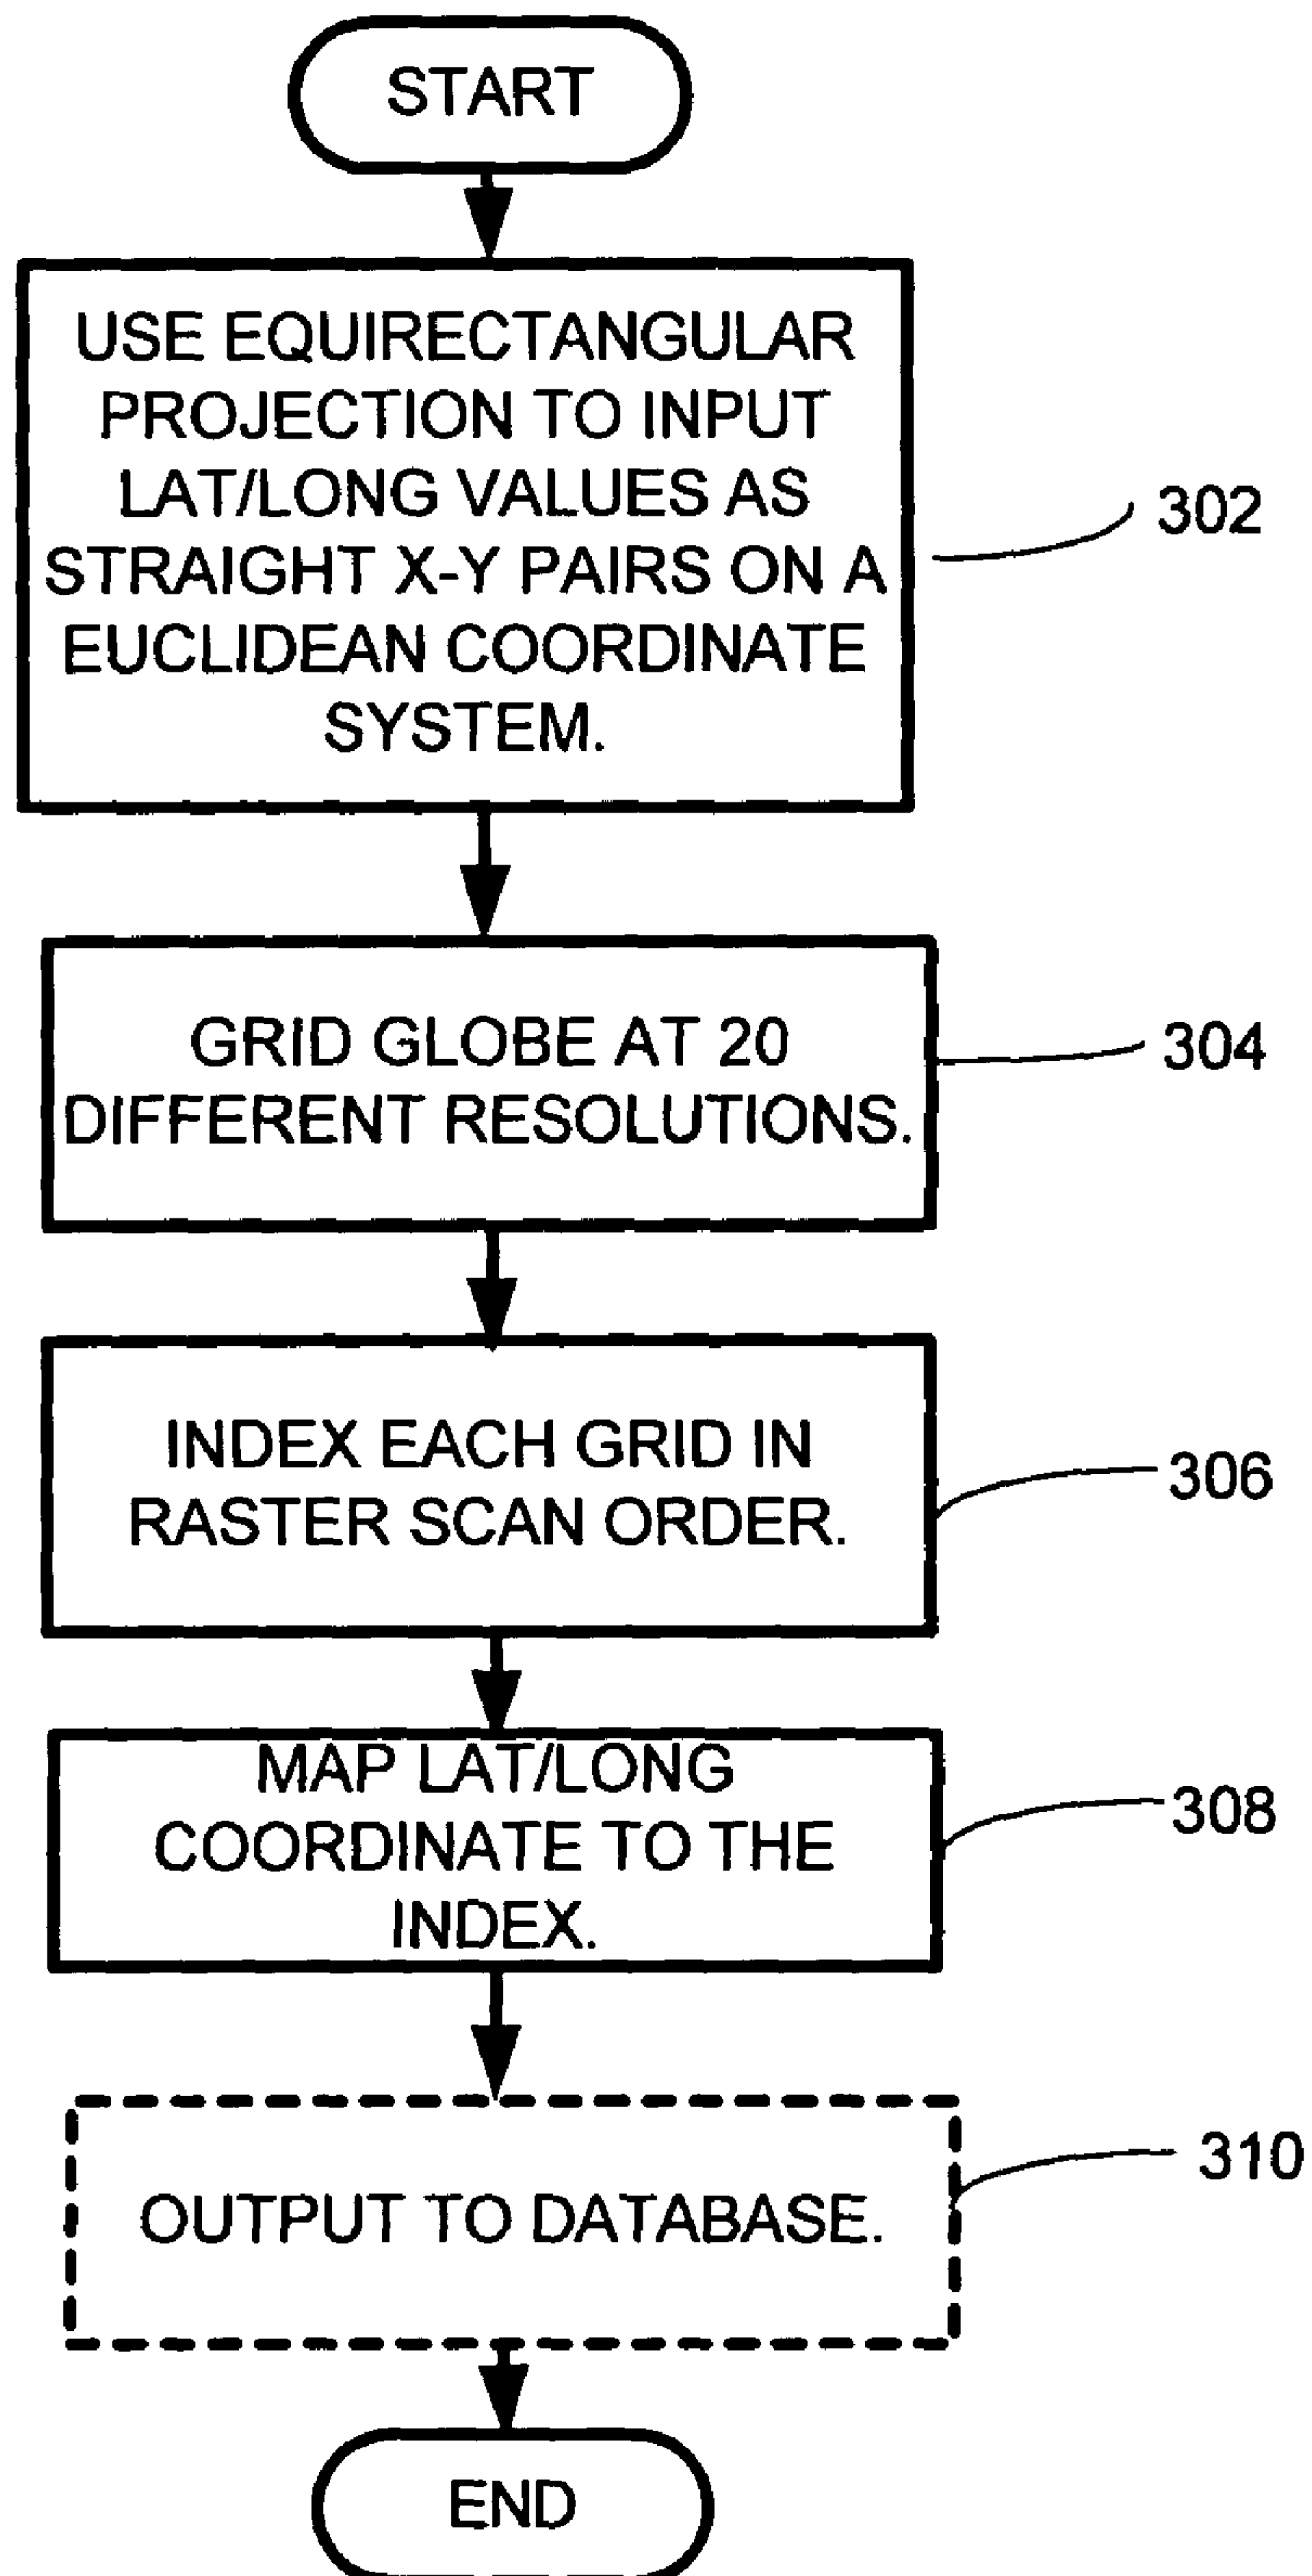 START
USE EQUIRECTANGULAR
PROJECTION TO INPUT
LAT/LONG VALUES AS
STRAIGHT X-Y PAIRS ON A
EUCLIDEAN COORDINATE
SYSTEM.
302
GRID GLOBE AT 20
DIFFERENT RESOLUTIONS.
304
INDEX EACH GRID IN
RASTER SCAN ORDER.
306
MAP LAT/LONG
COORDINATE TO THE
INDEX.
308
OUTPUT TO DATABASE.
310
END